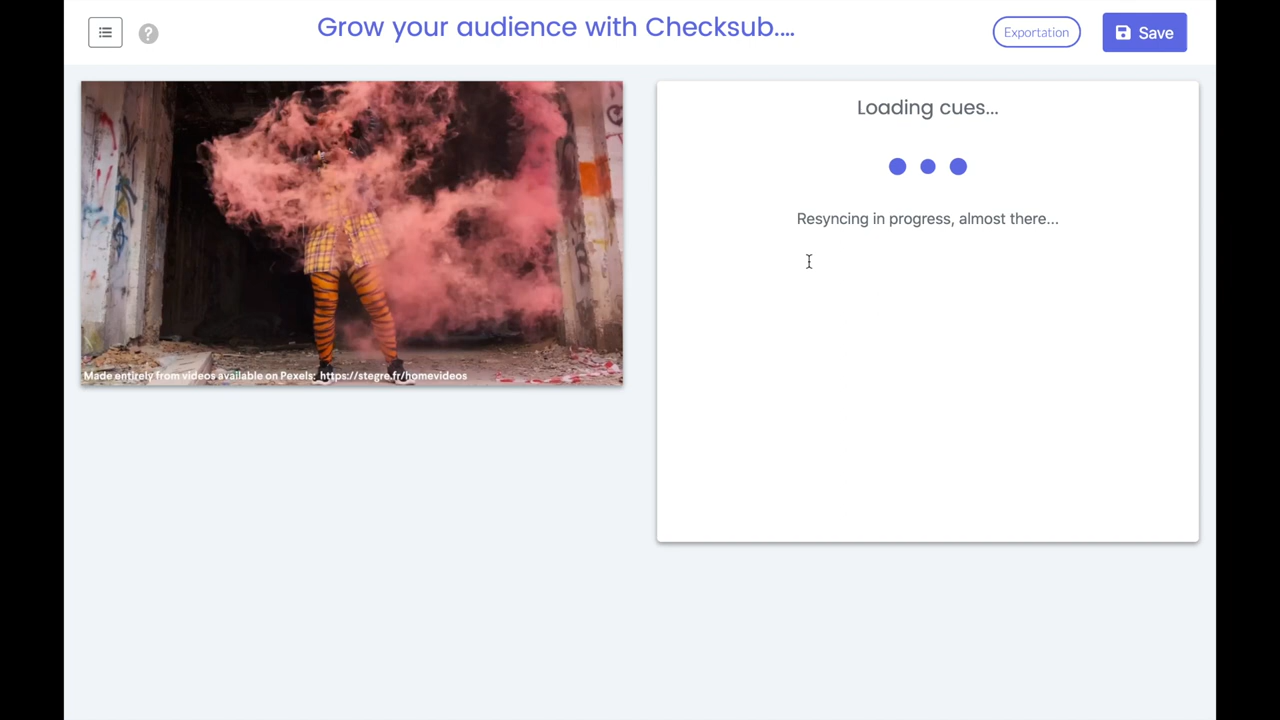 Grow your audience with Checksub....
Exportation
Save
Made entirely from videos available on Pexels: https://stegre.fr/homevideos
Loading cues...
Resyncing in progress, almost there...